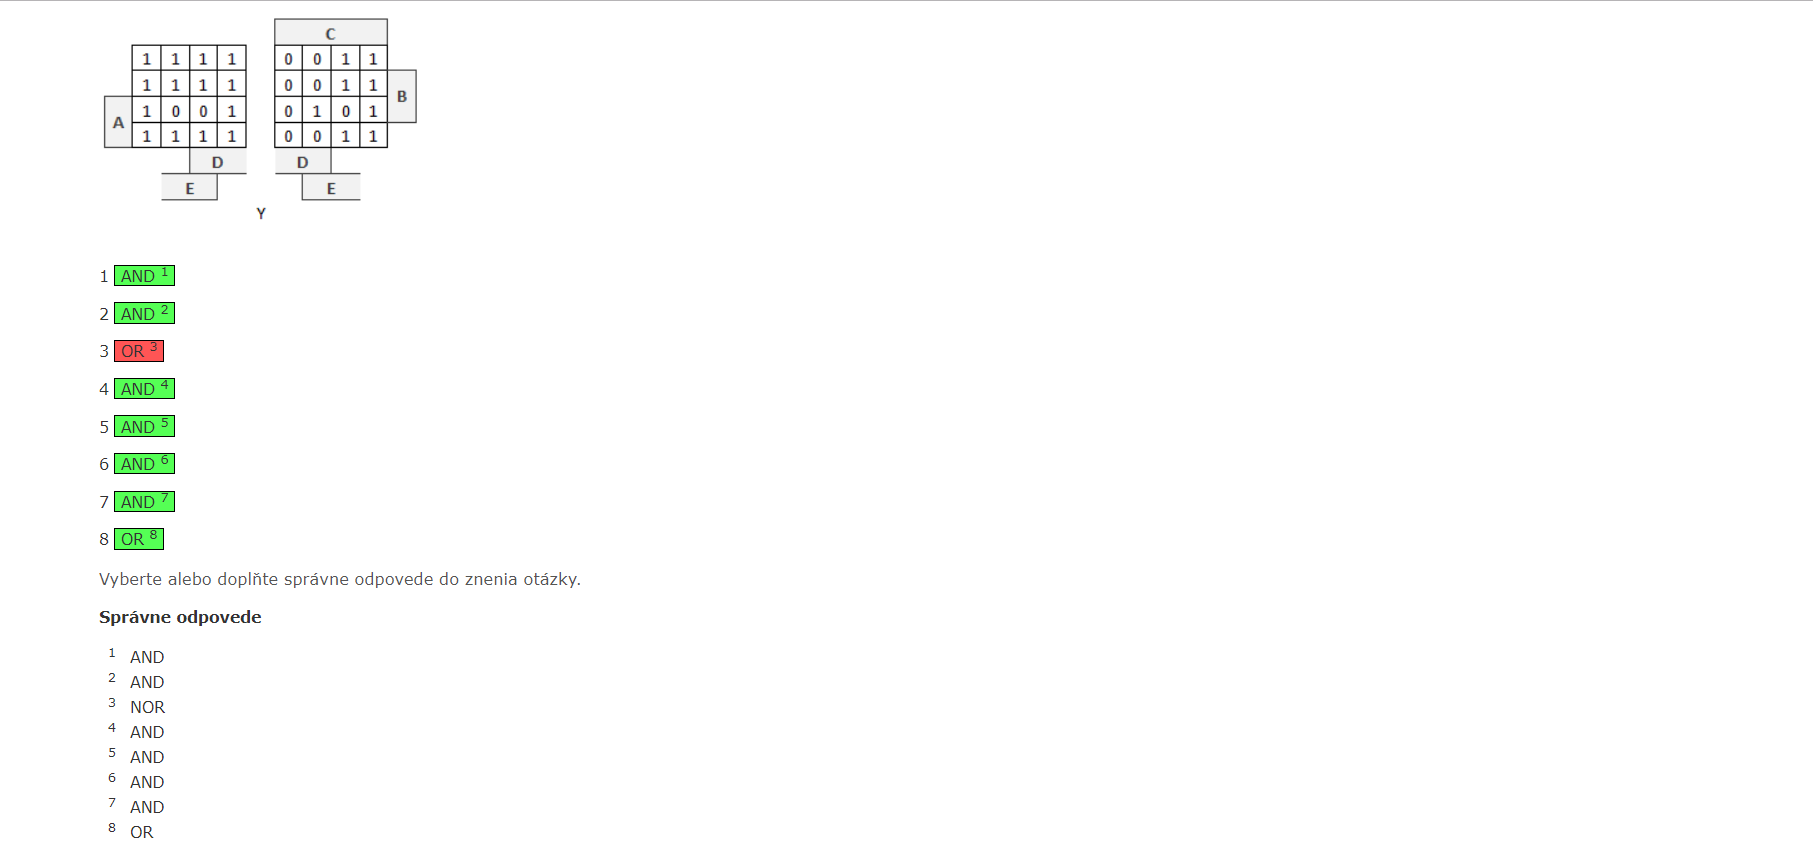 C
1 1 1 1 0 0 1 1
1 1 1 1 0 0 1 1
B
1 0 0 1 0 1 0 1
A
1 1 1 1 0 0 1 1
D D
E E
Y
1 AND 1
2 AND 2
3 OR 3
4 AND 4
5 AND 5
6 AND 6
7 AND 7
8 OR 8
Vyberte alebo doplňte správne odpovede do znenia otázky.
Správne odpovede
1 AND
2 AND
3 NOR
4 AND
5 AND
6 AND
7 AND
8 OR